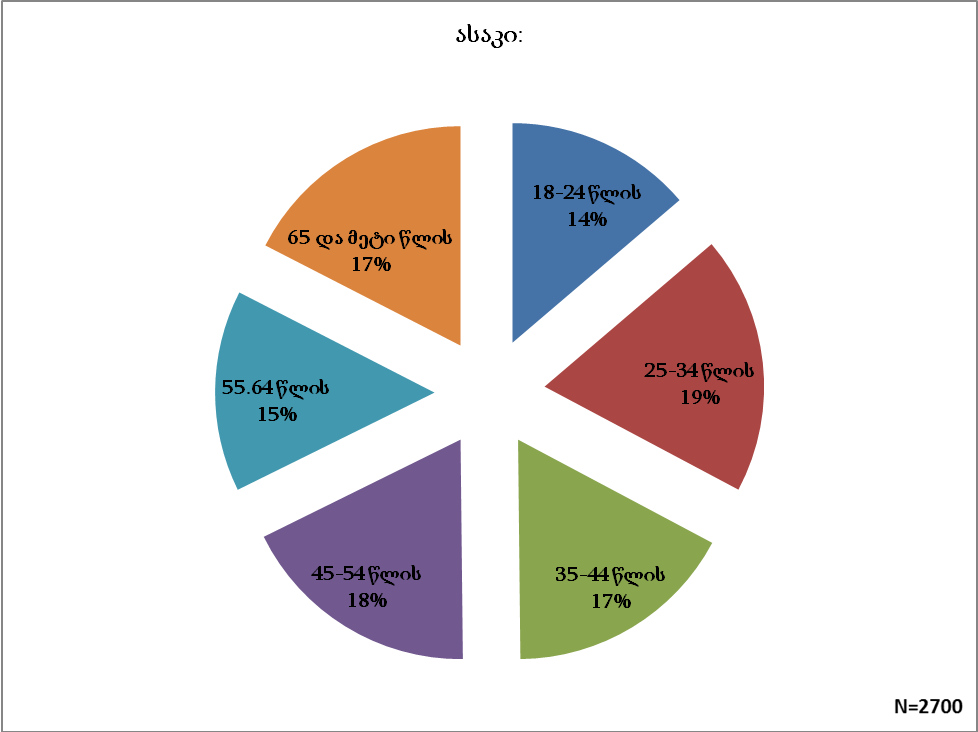 ასაკი:
18-24 წლის
14%
25-34 წლის
19%
35-44 წლის
17%
45-54 წლის
18%
55.64 წლის
15%
65 და მეტი წლის
17%
N=2700